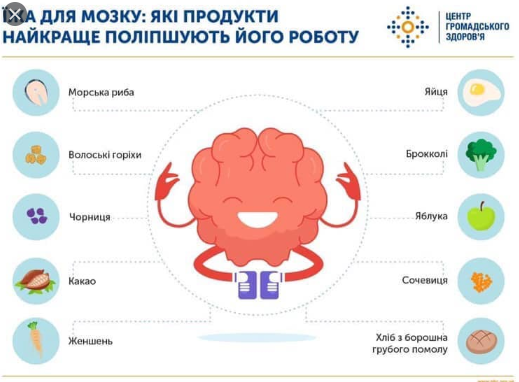 ЇЖА ДЛЯ МОЗКУ: ЯКІ ПРОДУКТИ
НАЙКРАЩЕ ПОЛІПШУЮТЬ ЙОГО РОБОТУ
ЦЕНТР
ГРОМАДСЬКОГО
ЗДОРОВ'Я
Морська риба
Волоські горіхи
Чорниця
Какао
Женшень
Яйця
Брокколі
Яблука
Сочевиця
Хліб з борошна
грубого помолу